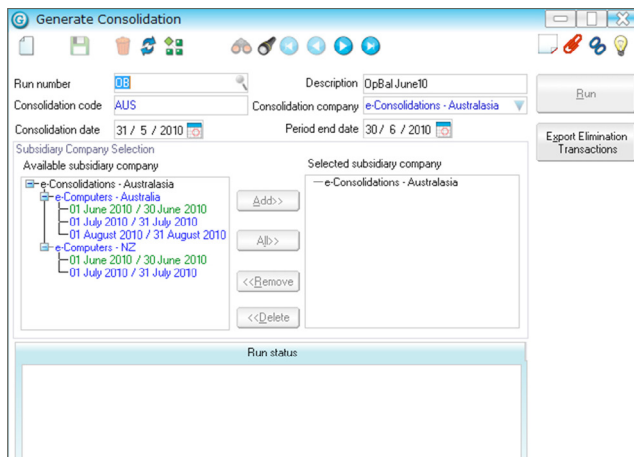 Generate Consolidation
Run number OB Description OpBal June10
Consolidation code AUS Consolidation company e-Consolidations - Australasia
Consolidation date 31 / 5 / 2010 Period end date 30 / 6 / 2010
Run
Export Elimination
Transactions
Subsidiary Company Selection
Available subsidiary company
e-Consolidations - Australasia
e-Computers - Australia
01 June 2010 / 30 June 2010
01 July 2010 / 31 July 2010
01 August 2010 / 31 August 2010
e-Computers - NZ
01 June 2010 / 30 June 2010
01 July 2010 / 31 July 2010
Add>>
All>>
<<Remove
<<Delete
Selected subsidiary company
e-Consolidations - Australasia
Run status